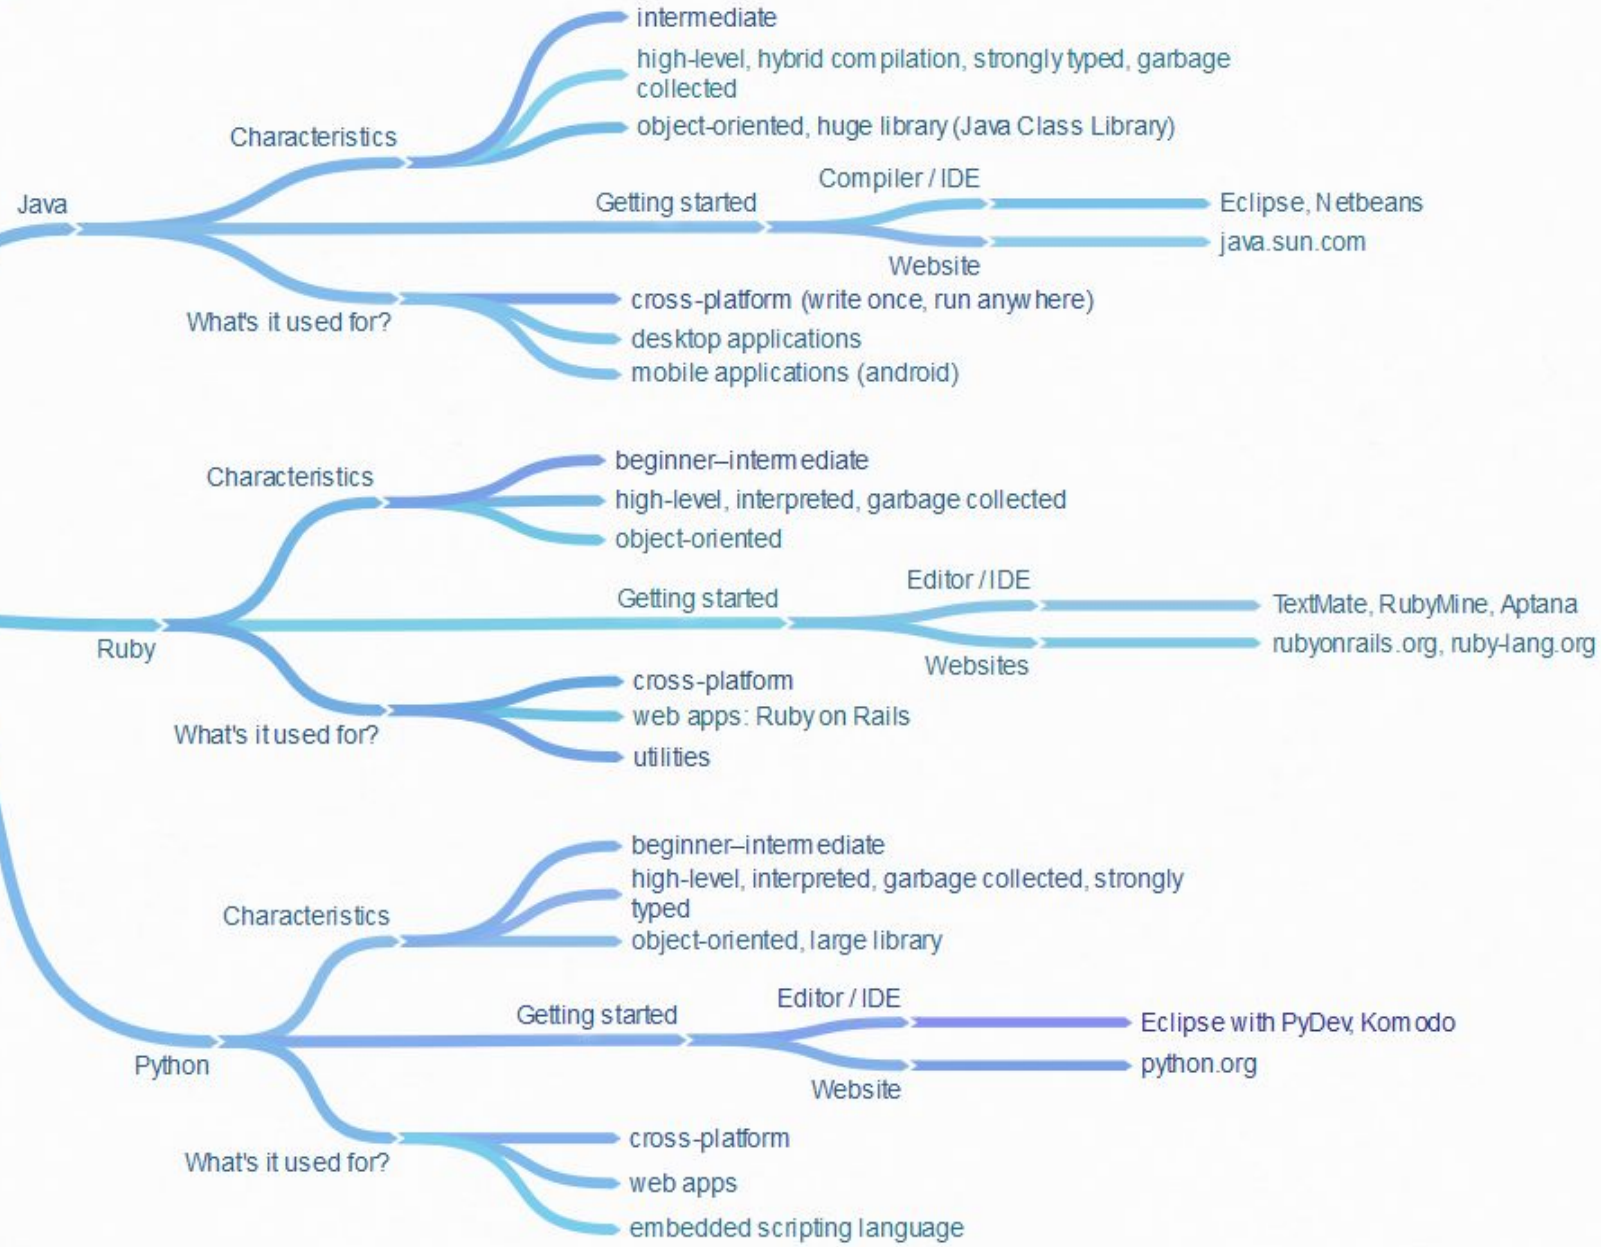 intermediate
high-level, hybrid compilation, strongly typed, garbage
collected
Characteristics
object-oriented, huge library (Java Class Library)
Compiler / IDE
Java
Getting started
Eclipse, Netbeans
java.sun.com
Website
cross-platform (write once, run anywhere)
What's it used for?
desktop applications
mobile applications (android)
beginner–intermediate
Characteristics
high-level, interpreted, garbage collected
object-oriented
Editor / IDE
Getting started
TextMate, RubyMine, Aptana
Ruby
rubyonrails.org, ruby-lang.org
Websites
cross-platform
web apps: Ruby on Rails
What's it used for?
utilities
beginner–intermediate
high-level, interpreted, garbage collected, strongly
typed
Characteristics
object-oriented, large library
Editor / IDE
Getting started
Eclipse with PyDev, Komodo
Python
python.org
Website
cross-platform
What's it used for?
web apps
embedded scripting language